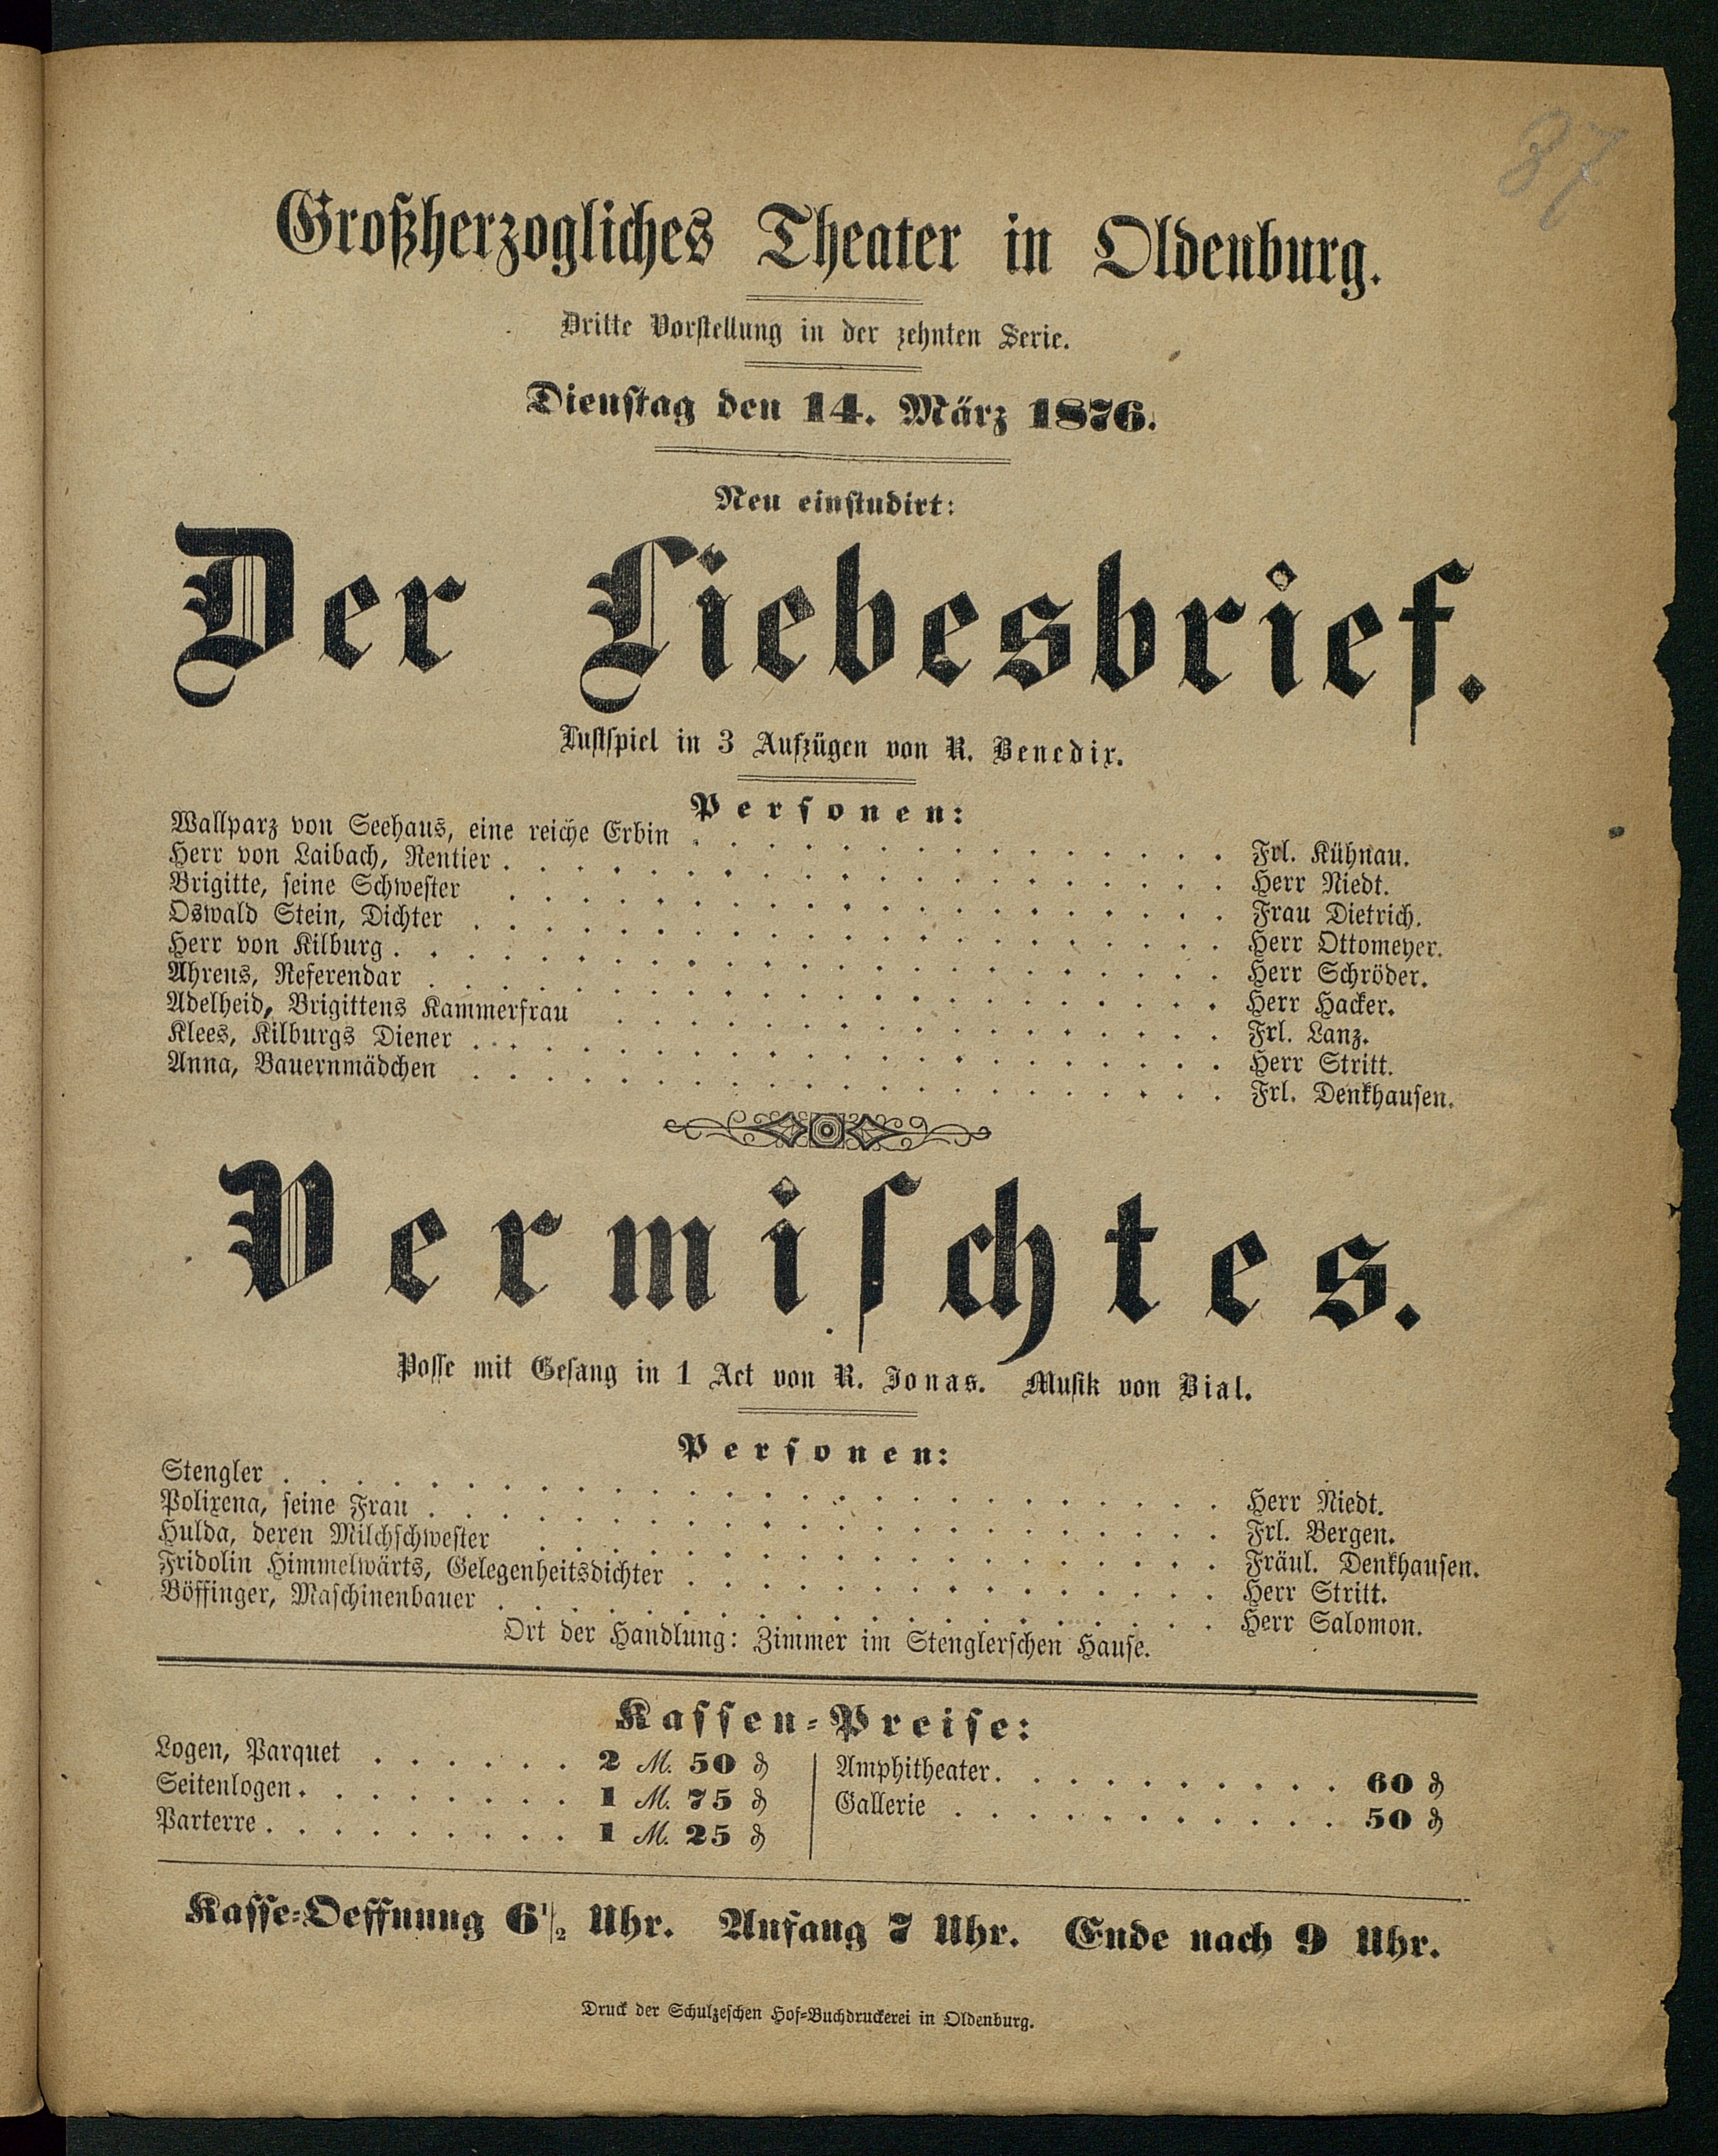 37
Großherzogliches Theater in Oldenburg.
Dritte Vorstellung in der zehnten Serie.
Dienstag den 14. März 1876.
Neu einstudirt:
Der Liebesbrief.
Lustspiel in 3 Aufzügen von R. Benedix.
Personen:
Wallparz von Seehaus, eine reiche Erbin . . . . . . . . . . . . . . . Frl. Kühnau.
Herr von Laibach, Rentier . . . . . . . . . . . . . . . . . . . . Herr Niedt.
Brigitte, seine Schwester . . . . . . . . . . . . . . . . . . . . Frau Dietrich.
Oswald Stein, Dichter . . . . . . . . . . . . . . . . . . . . . Herr Ottomeyer.
Herr von Kilburg . . . . . . . . . . . . . . . . . . . . . . . Herr Schröder.
Ahrens, Referendar . . . . . . . . . . . . . . . . . . . . . . Herr Hacker.
Adelheid, Brigittens Kammerfrau . . . . . . . . . . . . . . . . . Frl. Lanz.
Klees, Kilburgs Diener . . . . . . . . . . . . . . . . . . . . . Herr Stritt.
Anna, Bauernmädchen . . . . . . . . . . . . . . . . . . . . . Frl. Denkhausen.
Vermischtes.
Posse mit Gesang in 1 Act von R. Jonas. Musik von Bial.
Personen:
Stengler . . . . . . . . . . . . . . . . . . . . . . . . . . Herr Niedt.
Polixena, seine Frau . . . . . . . . . . . . . . . . . . . . . . Frl. Bergen.
Hulda, deren Milchschwester . . . . . . . . . . . . . . . . . . . Fräul. Denkhausen.
Fridolin Himmelwärts, Gelegenheitsdichter . . . . . . . . . . . . . . . Herr Stritt.
Böffinger, Maschinenbauer . . . . . . . . . . . . . . . . . . . . Herr Salomon.
Ort der Handlung: Zimmer im Stenglerschen Hause.
Kassen-Preise:
Logen, Parquet . . . . . . 2 M. 50 ₰
Seitenlogen . . . . . . . . 1 M. 75 ₰
Parterre . . . . . . . . . 1 M. 25 ₰
Amphitheater . . . . . . . . . . 60 ₰
Gallerie . . . . . . . . . . . 50 ₰
Kasse-Oeffnung 6 1/2 Uhr. Anfang 7 Uhr. Ende nach 9 Uhr.
Druck der Schulzeschen Hof-Buchdruckerei in Oldenburg.